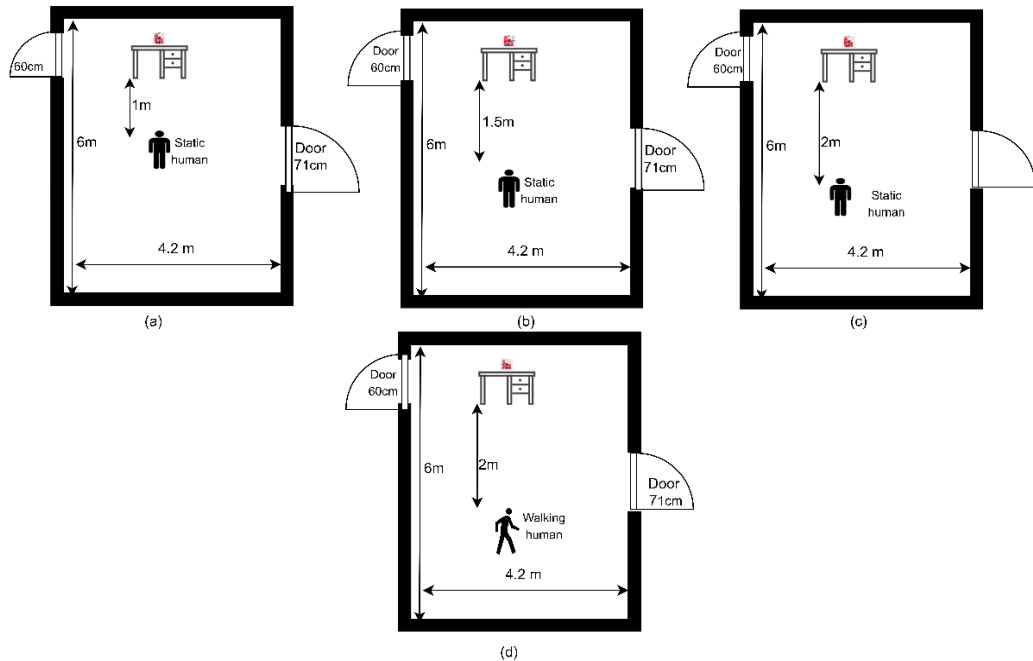 60cm
1m
6m
Static
human
Door
71cm
4.2 m
(a)
Door
60cm
1.5m
6m
Static
human
Door
71cm
4.2 m
(b)
Door
60cm
6m
2m
Static
human
4.2 m
(c)
Door
60cm
6m
2m
Door
71cm
Walking
human
4.2 m
(d)